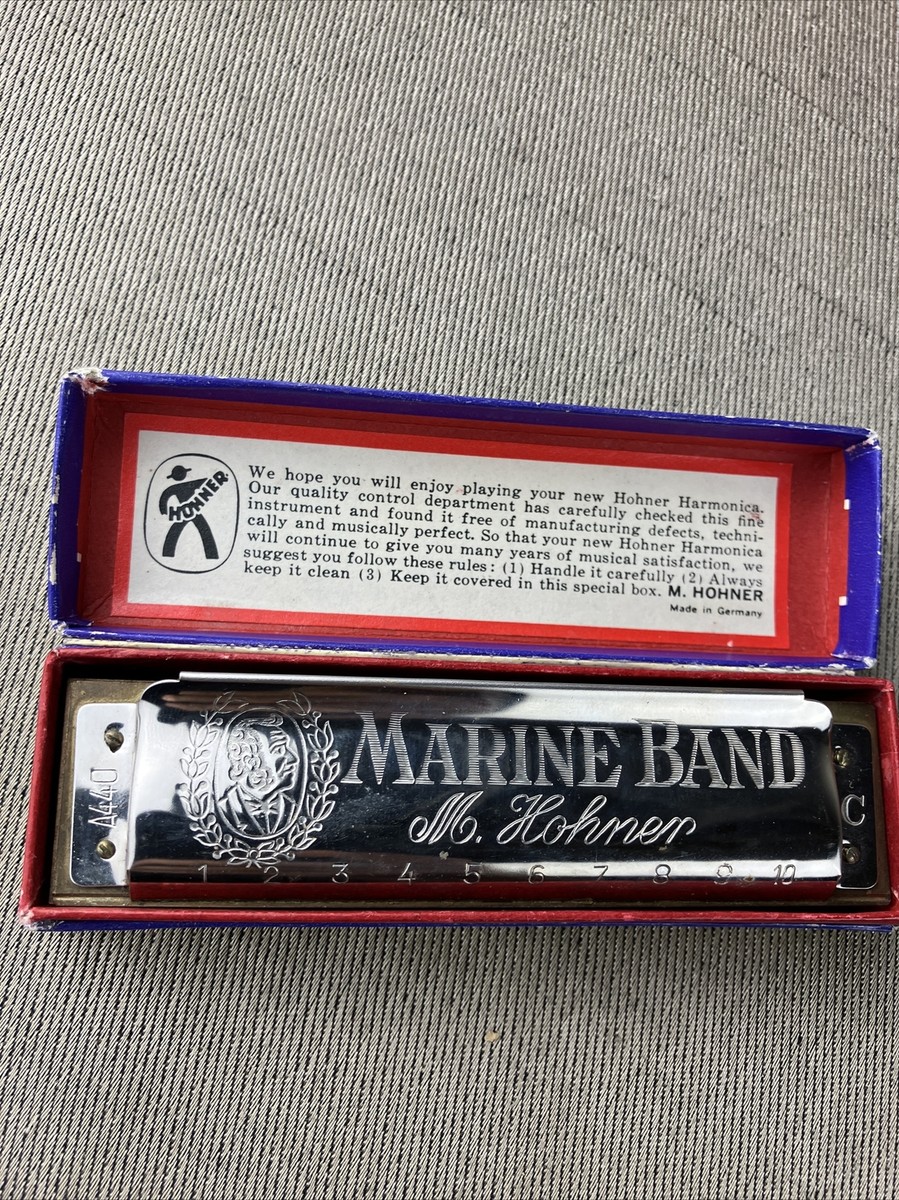 HOHNER
We hope you will enjoy playing your new Hohner Harmonica.
Our quality control department has carefully checked this fine
instrument and found it free of manufacturing defects, techni-
cally and musically perfect. So that your new Hohner Harmonica
will continue to give you many years of musical satisfaction, we
suggest you follow these rules: (1) Handle it carefully (2) Always
keep it clean (3) Keep it covered in this special box. M. HOHNER
Made in Germany
A440
MARINE BAND
M. Hohner
C
1 2 3 4 5 6 7 8 9 10